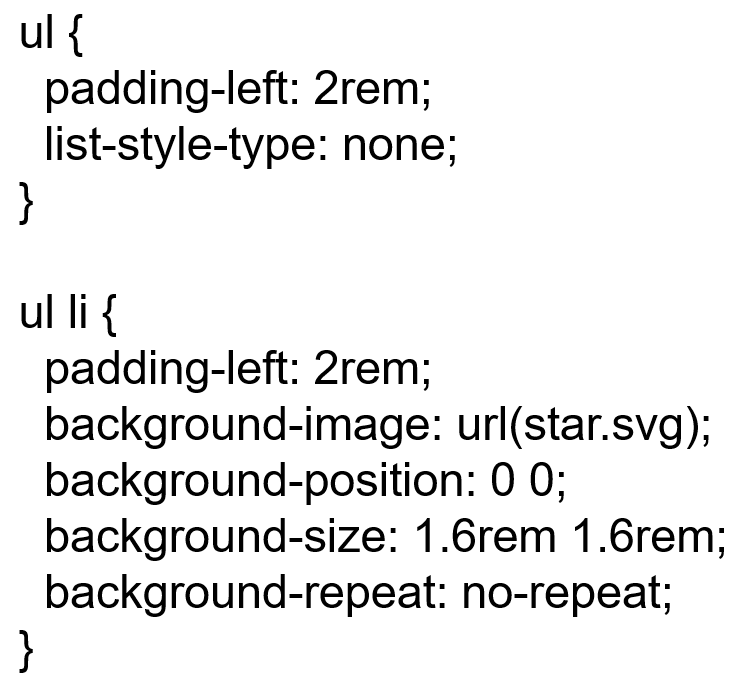 ul {
  padding-left: 2rem;
  list-style-type: none;
}

ul li {
  padding-left: 2rem;
  background-image: url(star.svg);
  background-position: 0 0;
  background-size: 1.6rem 1.6rem;
  background-repeat: no-repeat;
}